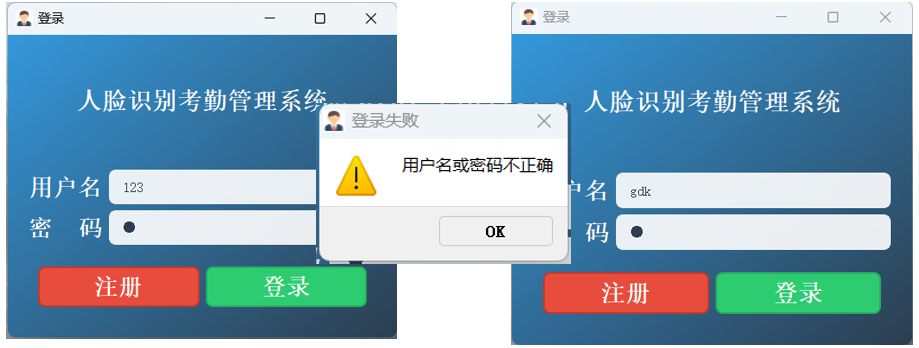 登录
人脸识别考勤管理系统
用户名
123
密 码
注册
登录
登录失败
用户名或密码不正确
OK
登录
人脸识别考勤管理系统
户名
gdk
码
注册
登录